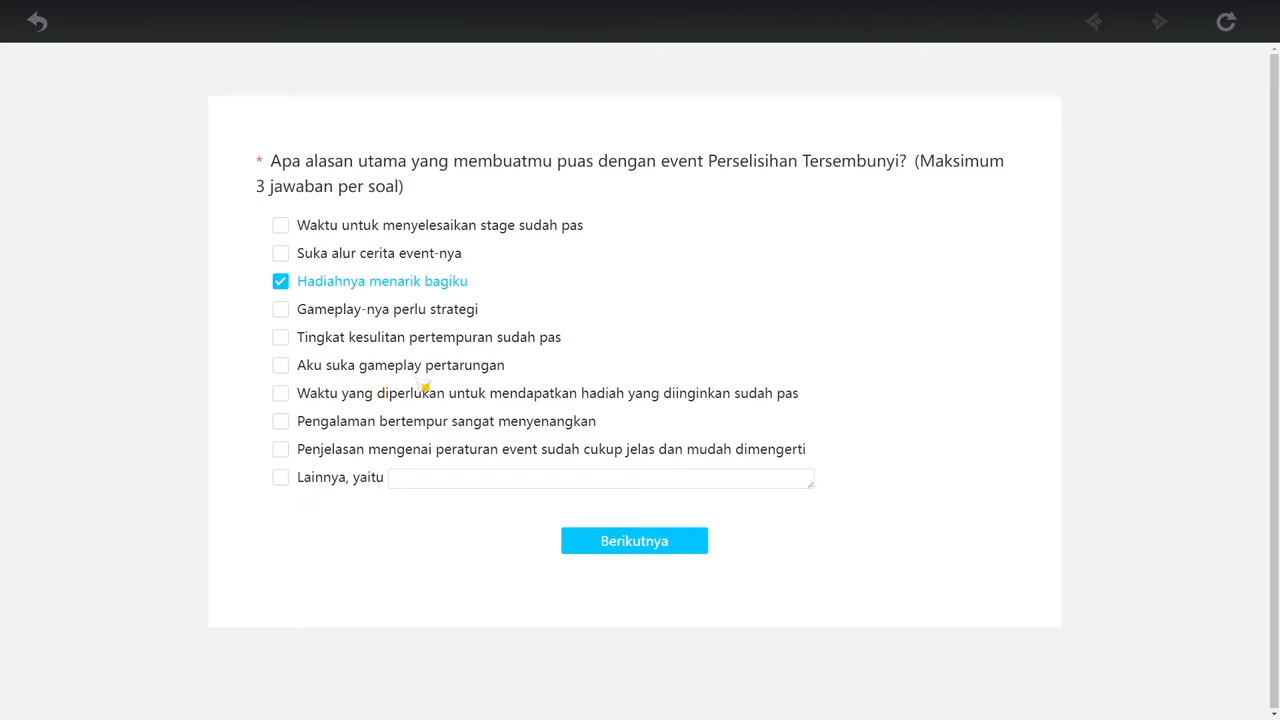 * Apa alasan utama yang membuatmu puas dengan event Perselisihan Tersembunyi? (Maksimum
3 jawaban per soal)
Waktu untuk menyelesaikan stage sudah pas
Suka alur cerita event-nya
Hadiahnya menarik bagiku
Gameplay-nya perlu strategi
Tingkat kesulitan pertempuran sudah pas
Aku suka gameplay pertarungan
Waktu yang diperlukan untuk mendapatkan hadiah yang diinginkan sudah pas
Pengalaman bertempur sangat menyenangkan
Penjelasan mengenai peraturan event sudah cukup jelas dan mudah dimengerti
Lainnya, yaitu
Berikutnya